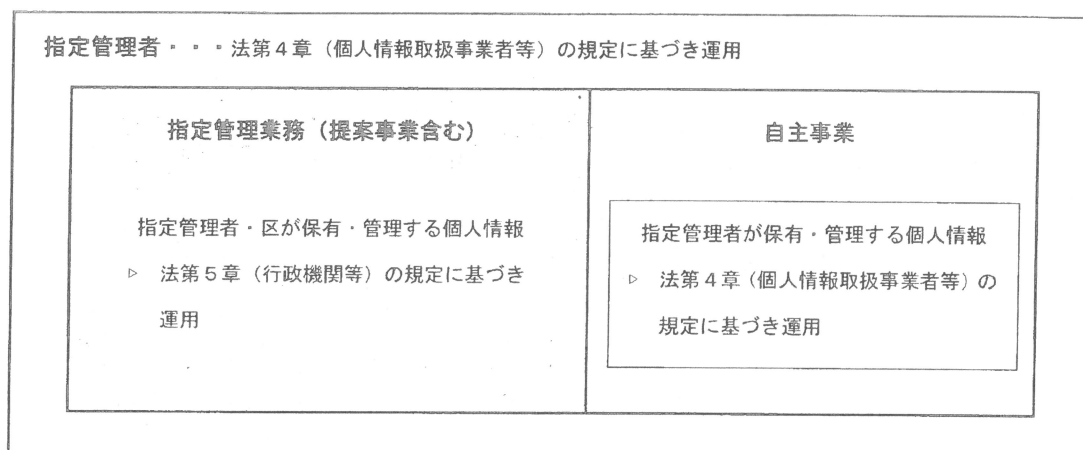 指定管理者・・・法第4章（個人情報取扱事業者等）の規定に基づき運用
指定管理業務（提案事業含む）
指定管理者・区が保有・管理する個人情報
▷ 法第5章（行政機関等）の規定に基づき
運用
自主事業
指定管理者が保有・管理する個人情報
▷ 法第4章（個人情報取扱事業者等）の
規定に基づき運用